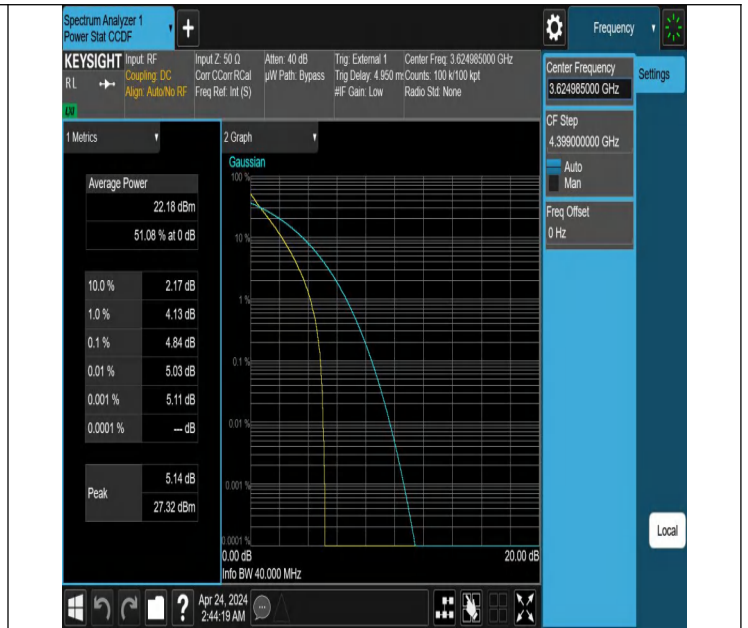 Spectrum Analyzer 1
Power Stat CCDF
+
Frequency
KEYSIGHT
RL
LXI
Input: RF
Coupling: DC
Align: Auto/No RF
Input Z: 50 Ω
Corr CCorr RCal
Freq Ref: Int (S)
Atten: 40 dB
µW Path: Bypass
Trig: External 1
Trig Delay: 4.950 ms
#IF Gain: Low
Center Freq: 3.624985000 GHz
Counts: 100 k/100 kpt
Radio Std: None
Center Frequency
3.624985000 GHz
Settings
CF Step
4.399000000 GHz
Auto
Man
Freq Offset
0 Hz
1 Metrics
Average Power
22.18 dBm
51.08 % at 0 dB
10.0 % 2.17 dB
1.0 % 4.13 dB
0.1 % 4.84 dB
0.01 % 5.03 dB
0.001 % 5.11 dB
0.0001 % --- dB
Peak
5.14 dB
27.32 dBm
2 Graph
Gaussian
100 %
10 %
1 %
0.1 %
0.01 %
0.001 %
0.0001 %
0.00 dB 20.00 dB
Info BW 40.000 MHz
Local
?
Apr 24, 2024
2:44:19 AM